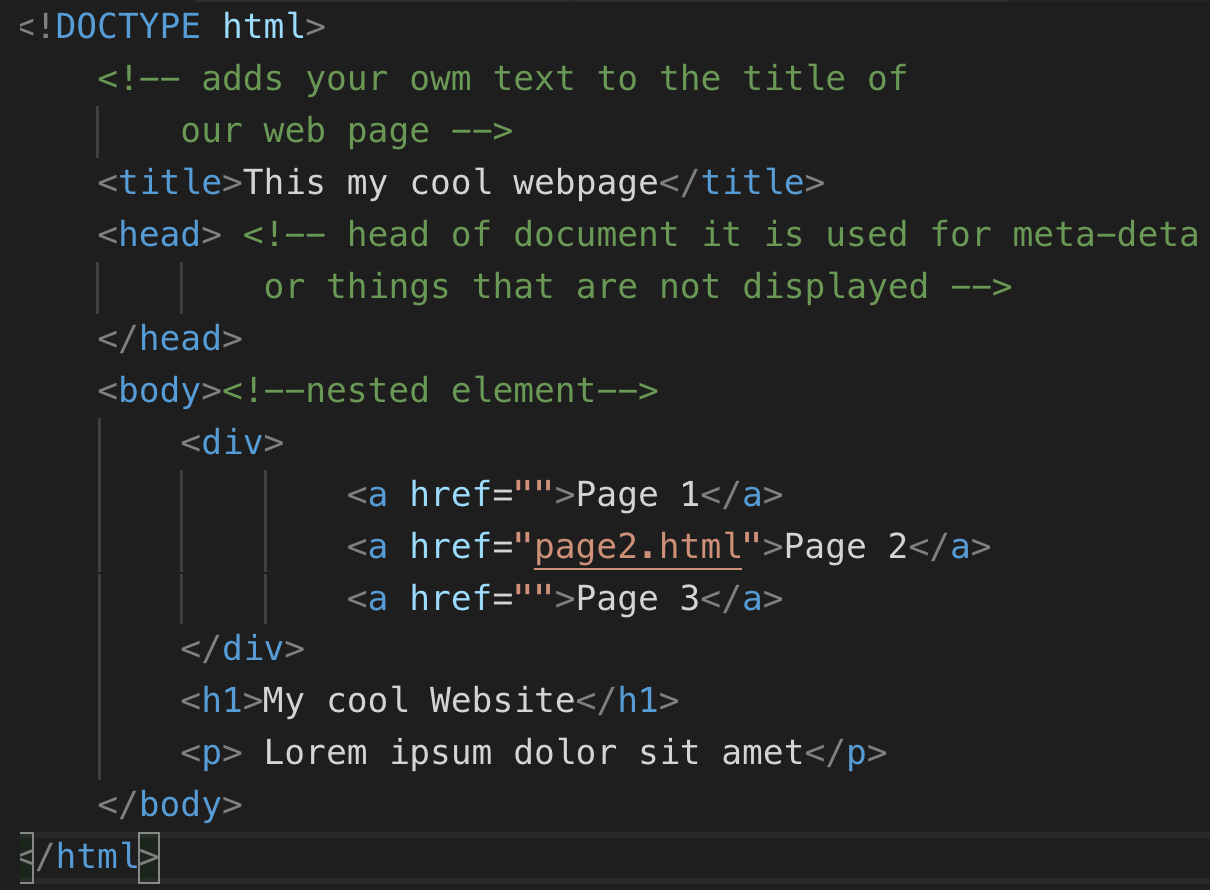 <!DOCTYPE html>
<!-- adds your owm text to the title of
our web page -->
<title>This my cool webpage</title>
<head> <!-- head of document it is used for meta-deta
or things that are not displayed -->
</head>
<body><!--nested element-->
<div>
<a href="">Page 1</a>
<a href="page2.html">Page 2</a>
<a href="">Page 3</a>
</div>
<h1>My cool Website</h1>
<p> Lorem ipsum dolor sit amet</p>
</body>
</html>